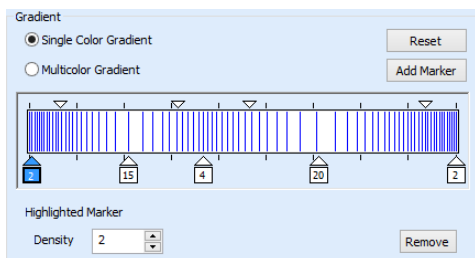 Gradient
Single Color Gradient
Reset
Multicolor Gradient
Add Marker
2 15 4 20 2
Highlighted Marker
Density 2
Remove